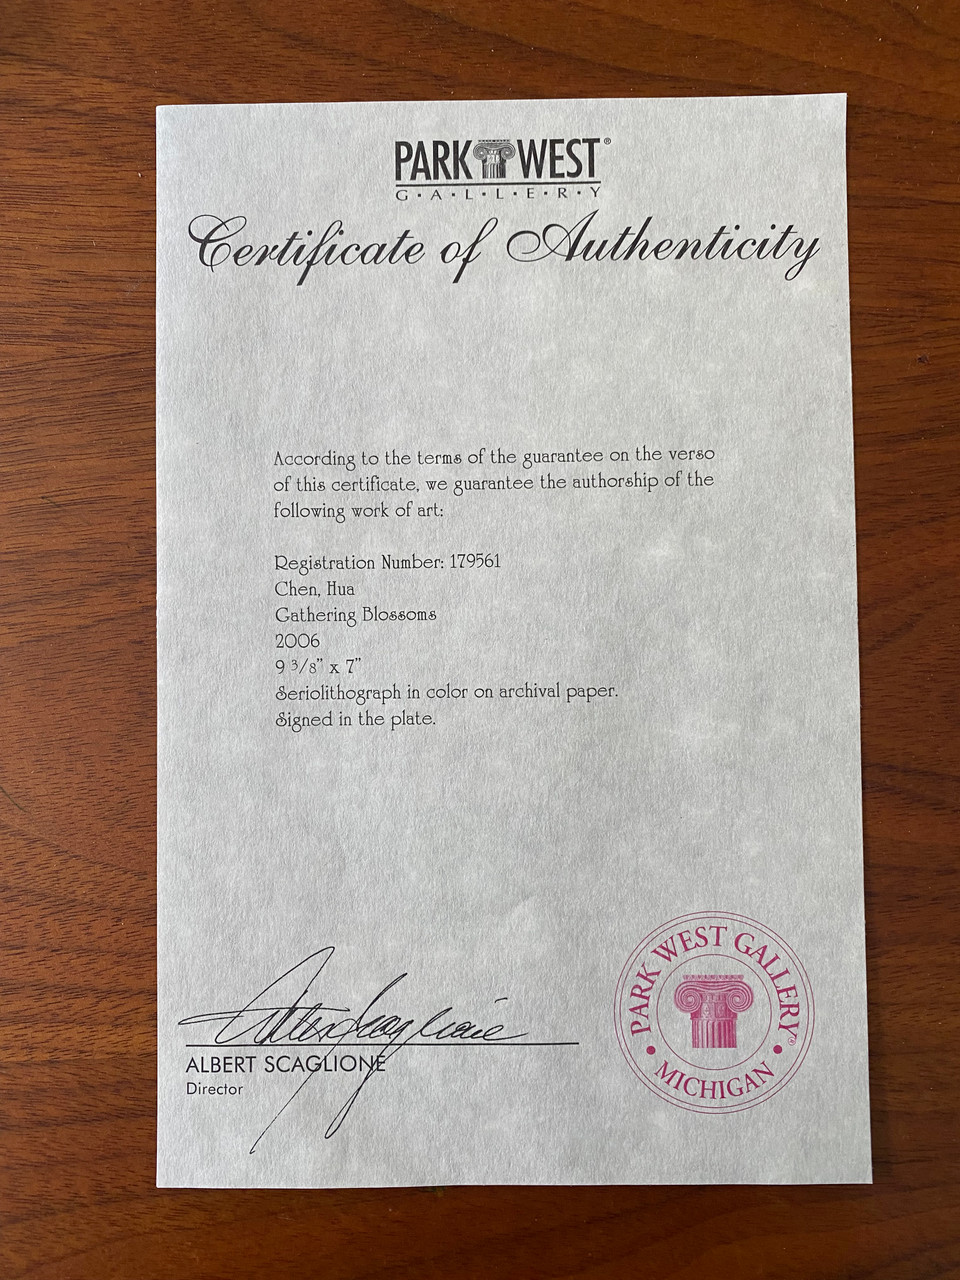 PARK WEST®
G·A·L·L·E·R·Y
Certificate of Authenticity
According to the terms of the guarantee on the verso
of this certificate, we guarantee the authorship of the
following work of art:
Registration Number: 179561
Chen, Hua
Gathering Blossoms
2006
9 3/8" x 7"
Seriolithograph in color on archival paper.
Signed in the plate.
Albert Scaglione
ALBERT SCAGLIONE
Director
PARK WEST GALLERY®
• MICHIGAN •